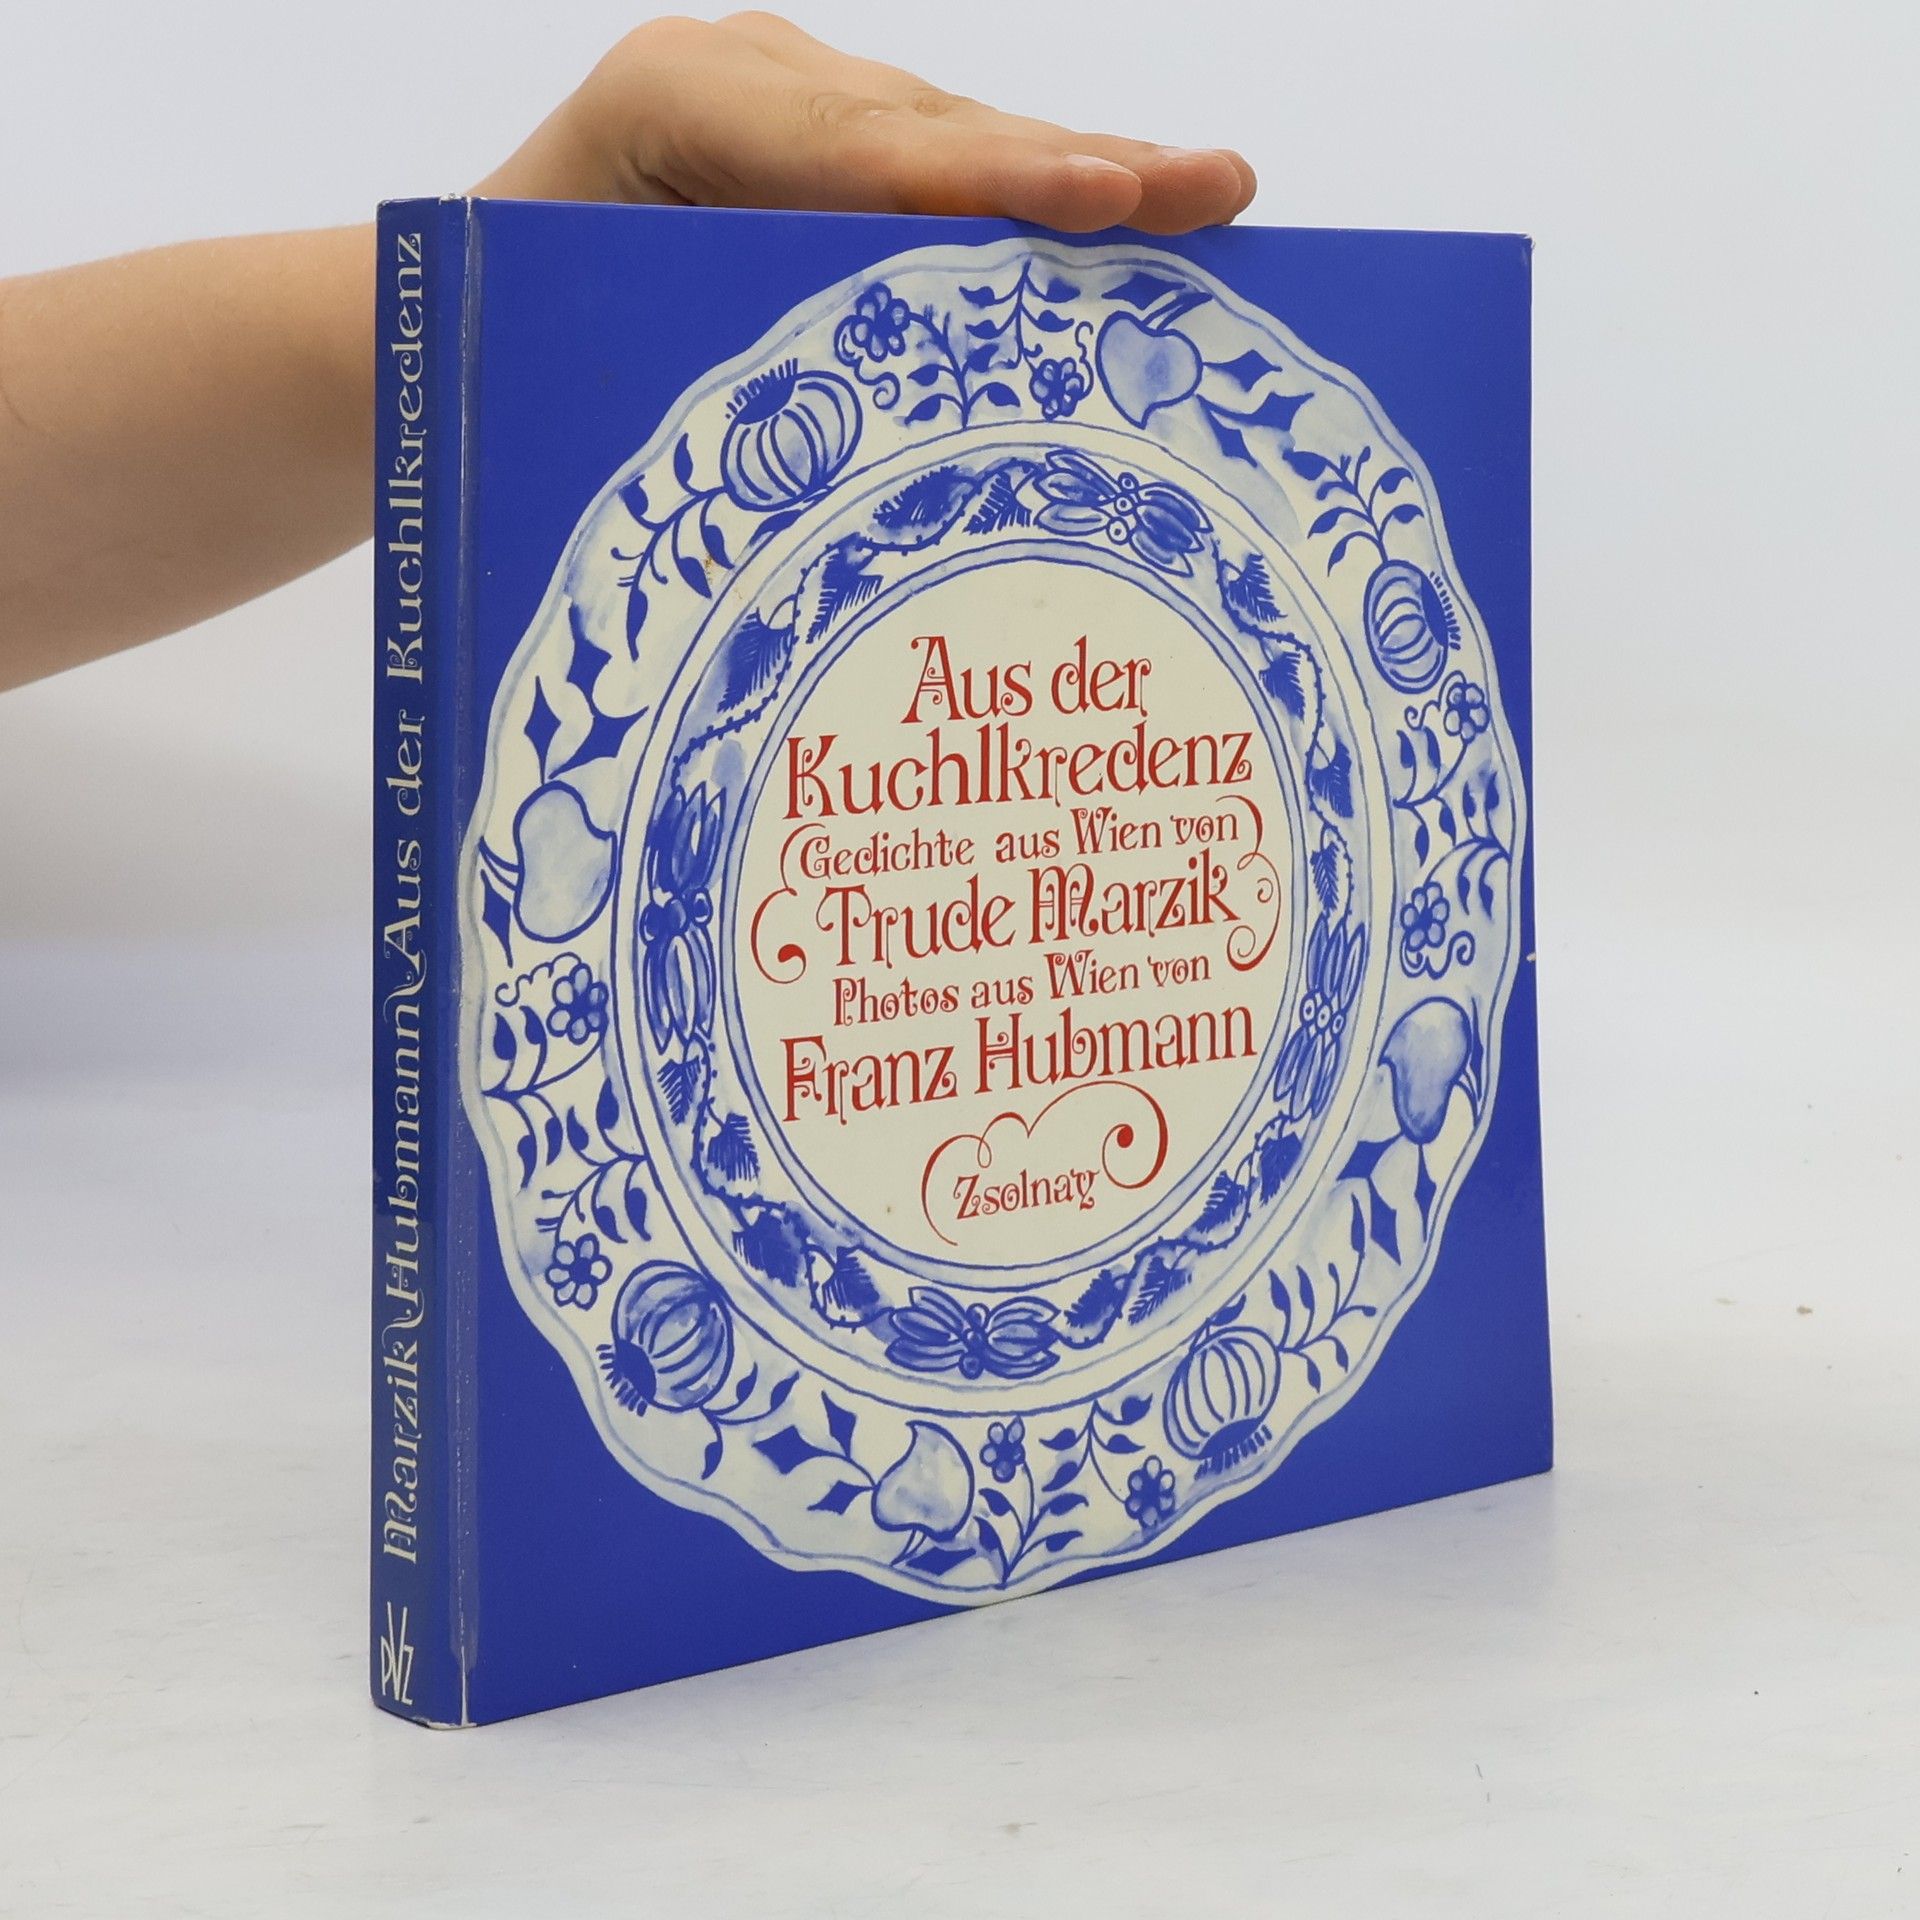 Aus der
Kuchlkredenz
Gedichte aus Wien von
Trude Marzik
Photos aus Wien von
Franz Hubmann
Zsolnay
Marzik Hubmann Aus der Kuchlkredenz
PVZ